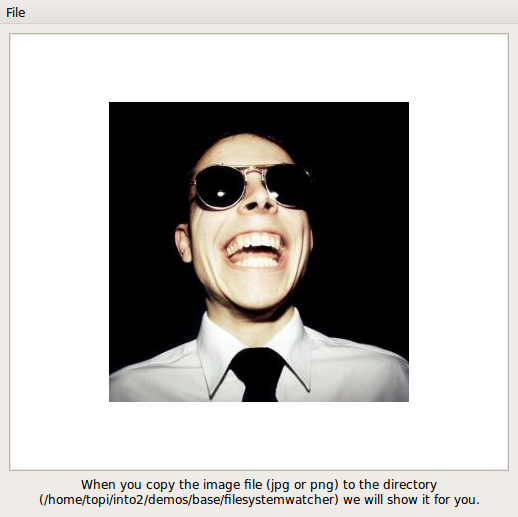 File
When you copy the image file (jpg or png) to the directory
(/home/topi/into2/demos/base/filesystemwatcher) we will show it for you.